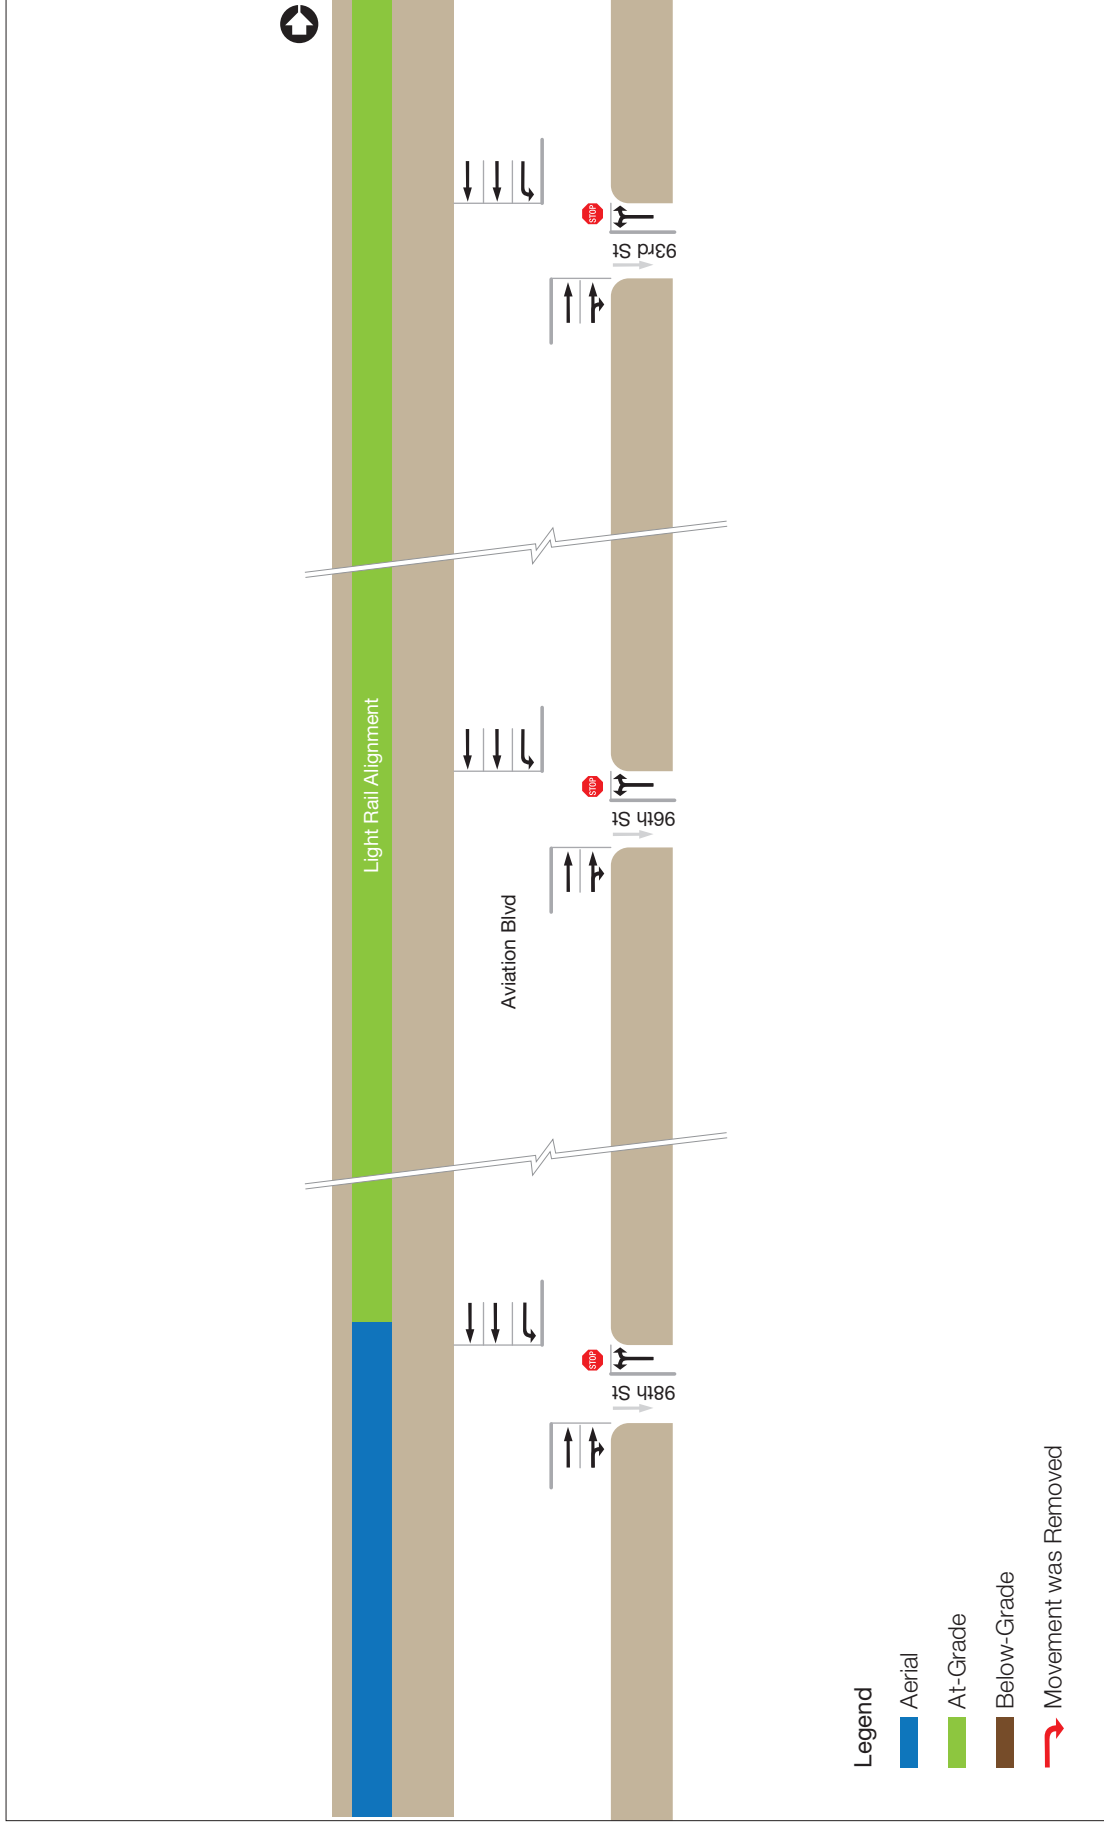 STOP
93rd St
Light Rail Alignment
STOP
96th St
Aviation Blvd
STOP
98th St
Legend
Aerial
At-Grade
Below-Grade
Movement was Removed